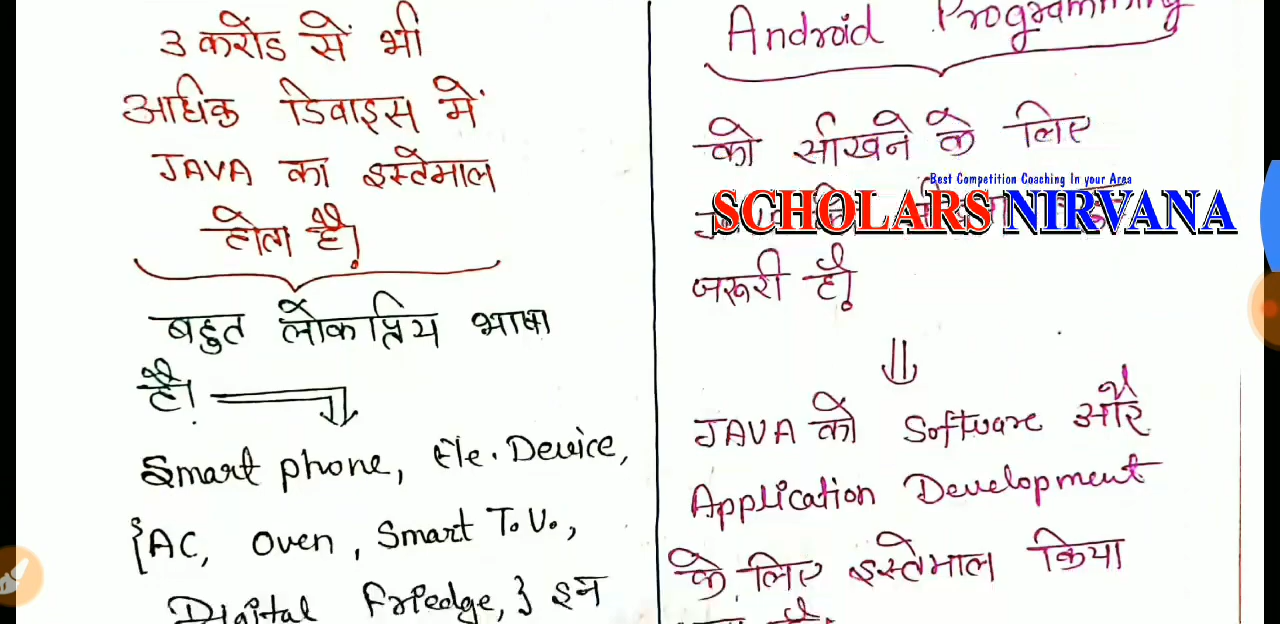 3 करोड से भी
अधिक डिवाइस में
JAVA का इस्तेमाल
होता है।
बहुत लोकप्रिय भाषा
है।
Smart phone, Ele. Device,
{AC, Oven, Smart T.V.,
Digital Friedge, } इन
Android Programming
को सीखने के लिए
Best Competition Coaching In your Area
SCHOLARS NIRVANA
जरूरी है।
JAVA को Software और
Application Development
के लिए इस्तेमाल किया